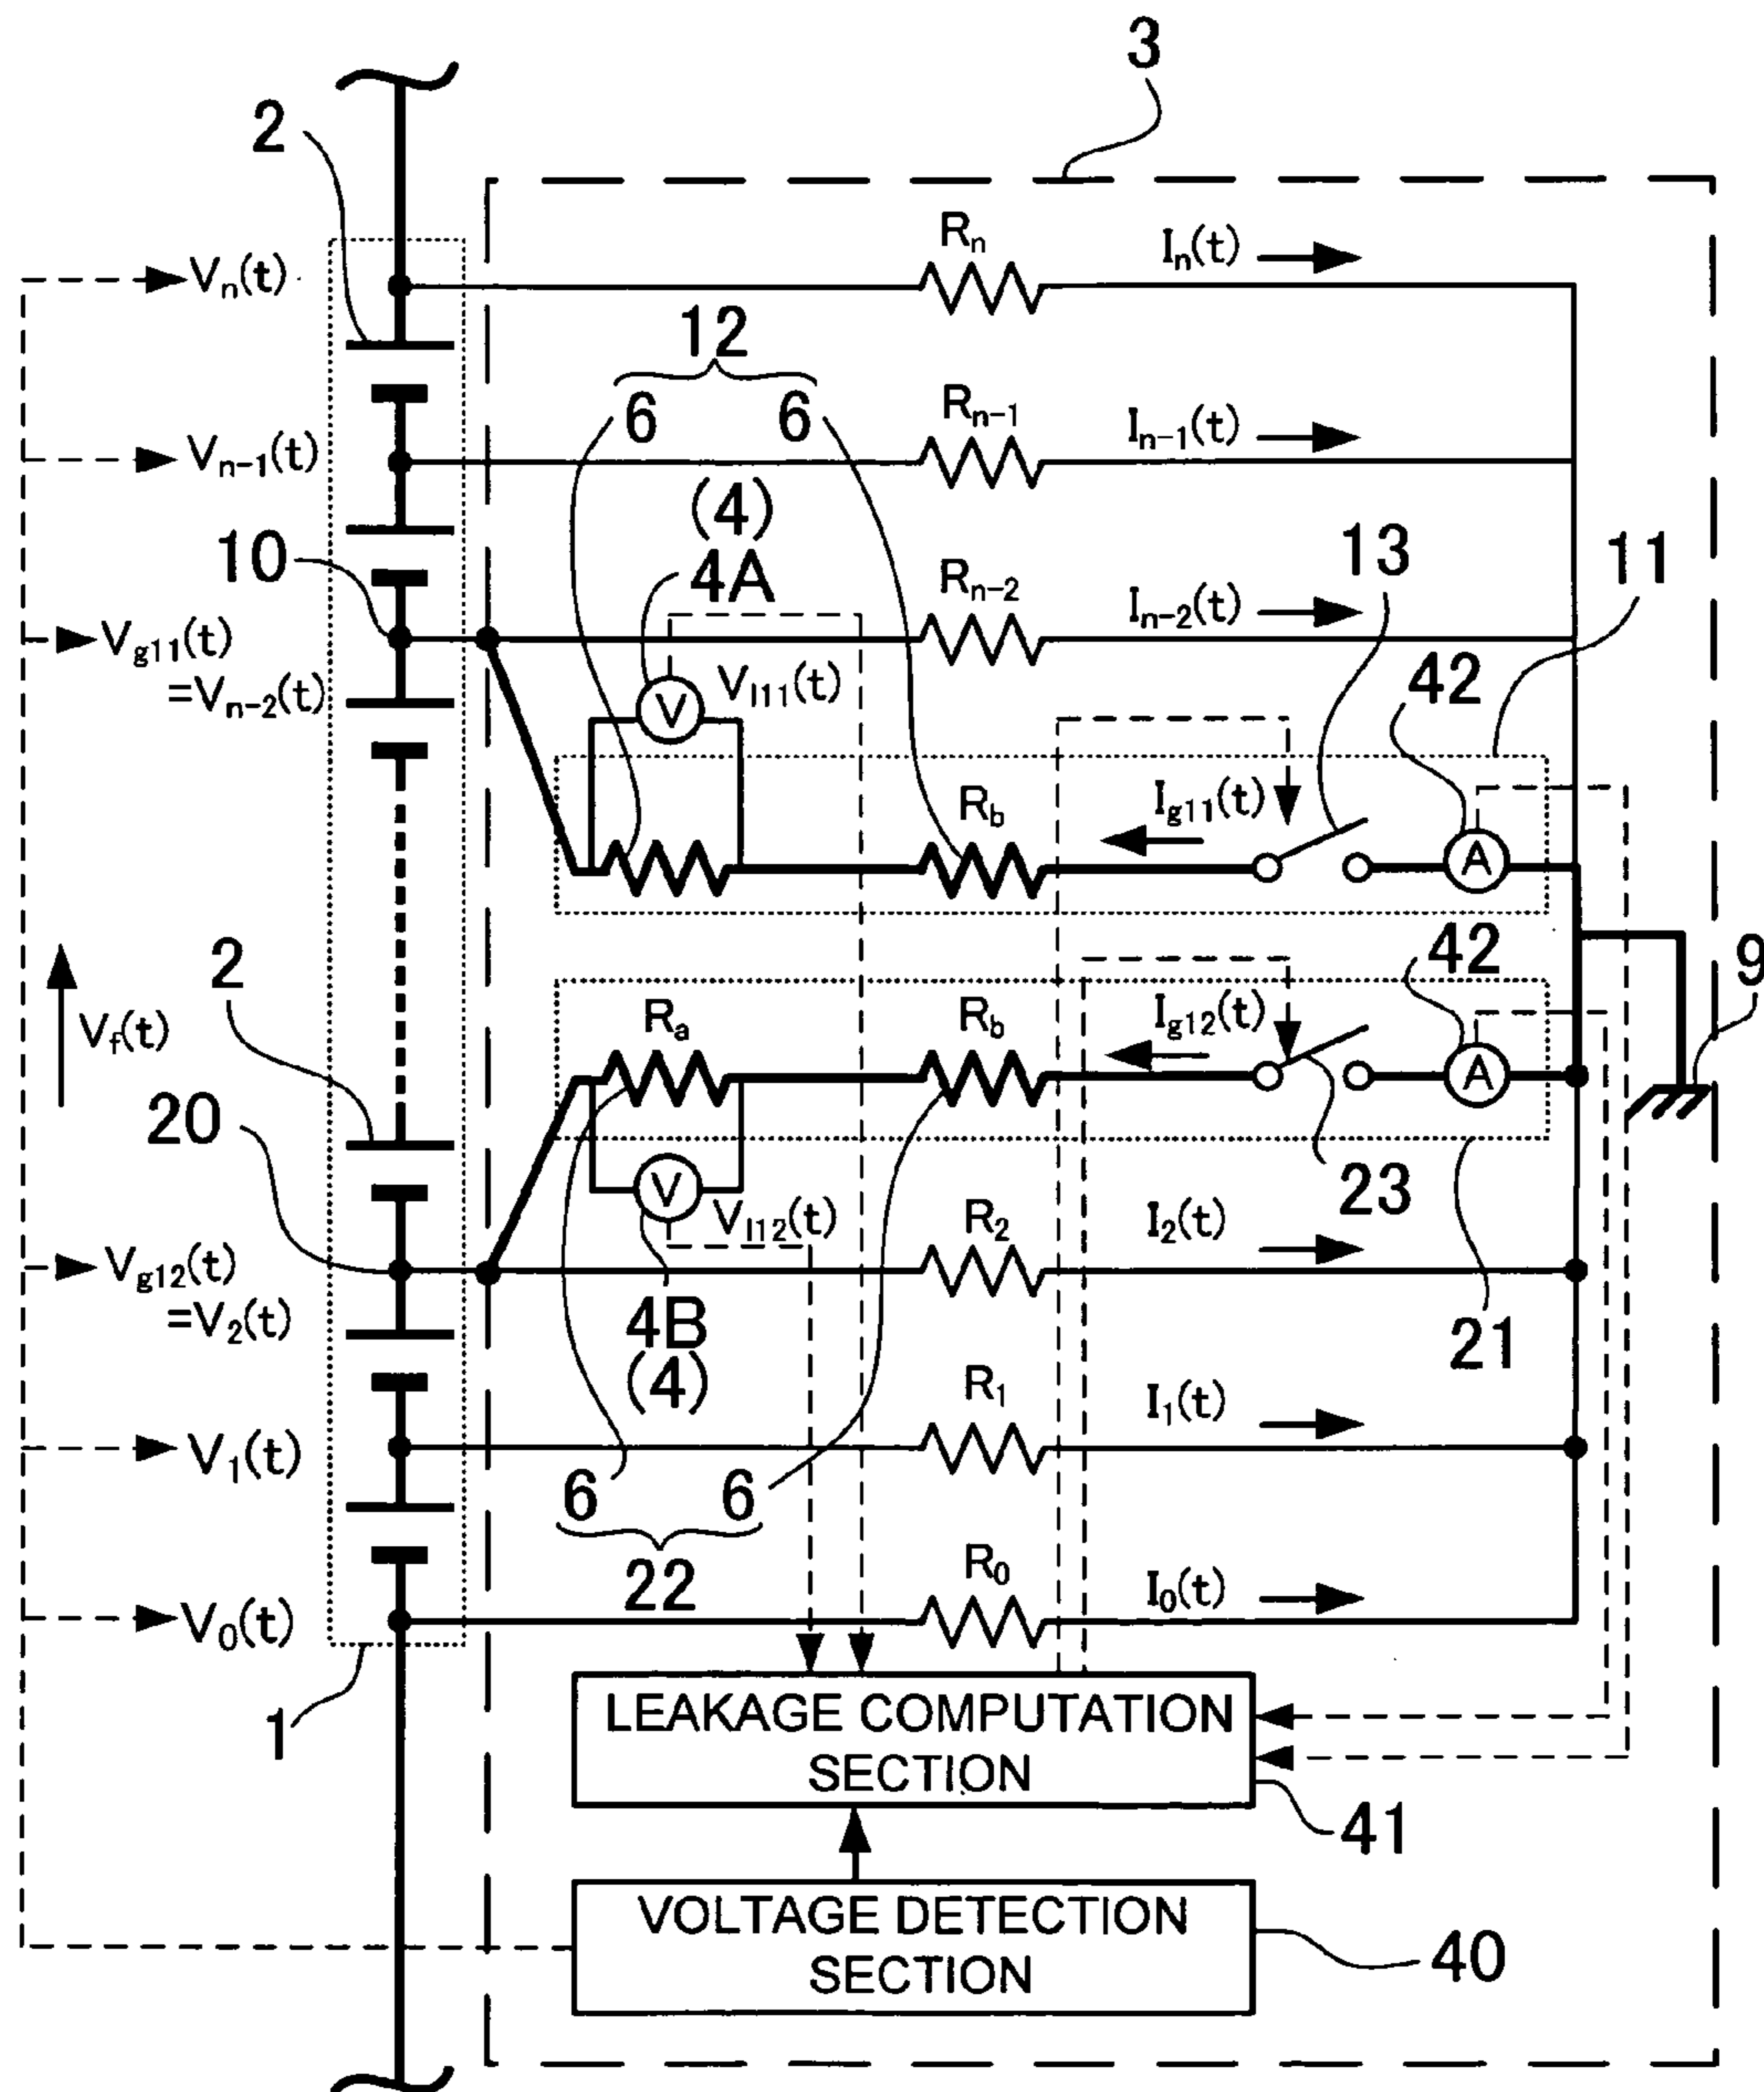 3
2
Rn
In(t)
Vn(t)
12
6
6
Rn-1
In-1(t)
Vn-1(t)
(4)
4A
13
11
10
Rn-2
In-2(t)
Vg11(t)
=Vn-2(t)
VI11(t)
42
V
Ig11(t)
Rb
A
2
42
9
Vf(t)
Ra
Rb
Ig12(t)
A
20
V
23
VI12(t)
R2
I2(t)
Vg12(t)
=V2(t)
4B
(4)
21
R1
I1(t)
V1(t)
6
6
22
R0
I0(t)
V0(t)
1
LEAKAGE COMPUTATION
SECTION
41
VOLTAGE DETECTION
SECTION
40